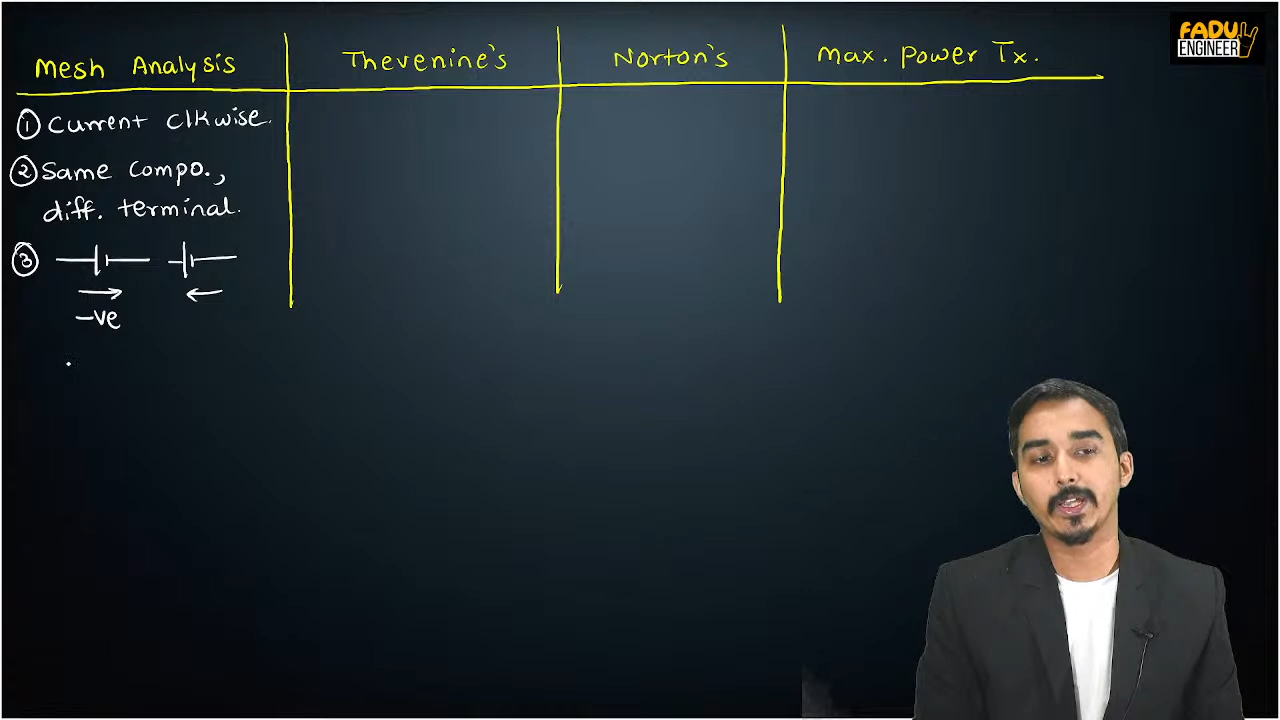 Mesh Analysis
Thevenine's
Norton's
Max. Power Tx.
FADU
ENGINEER
① Current clkwise.
② Same Compo.,
diff. terminal.
③
-ve